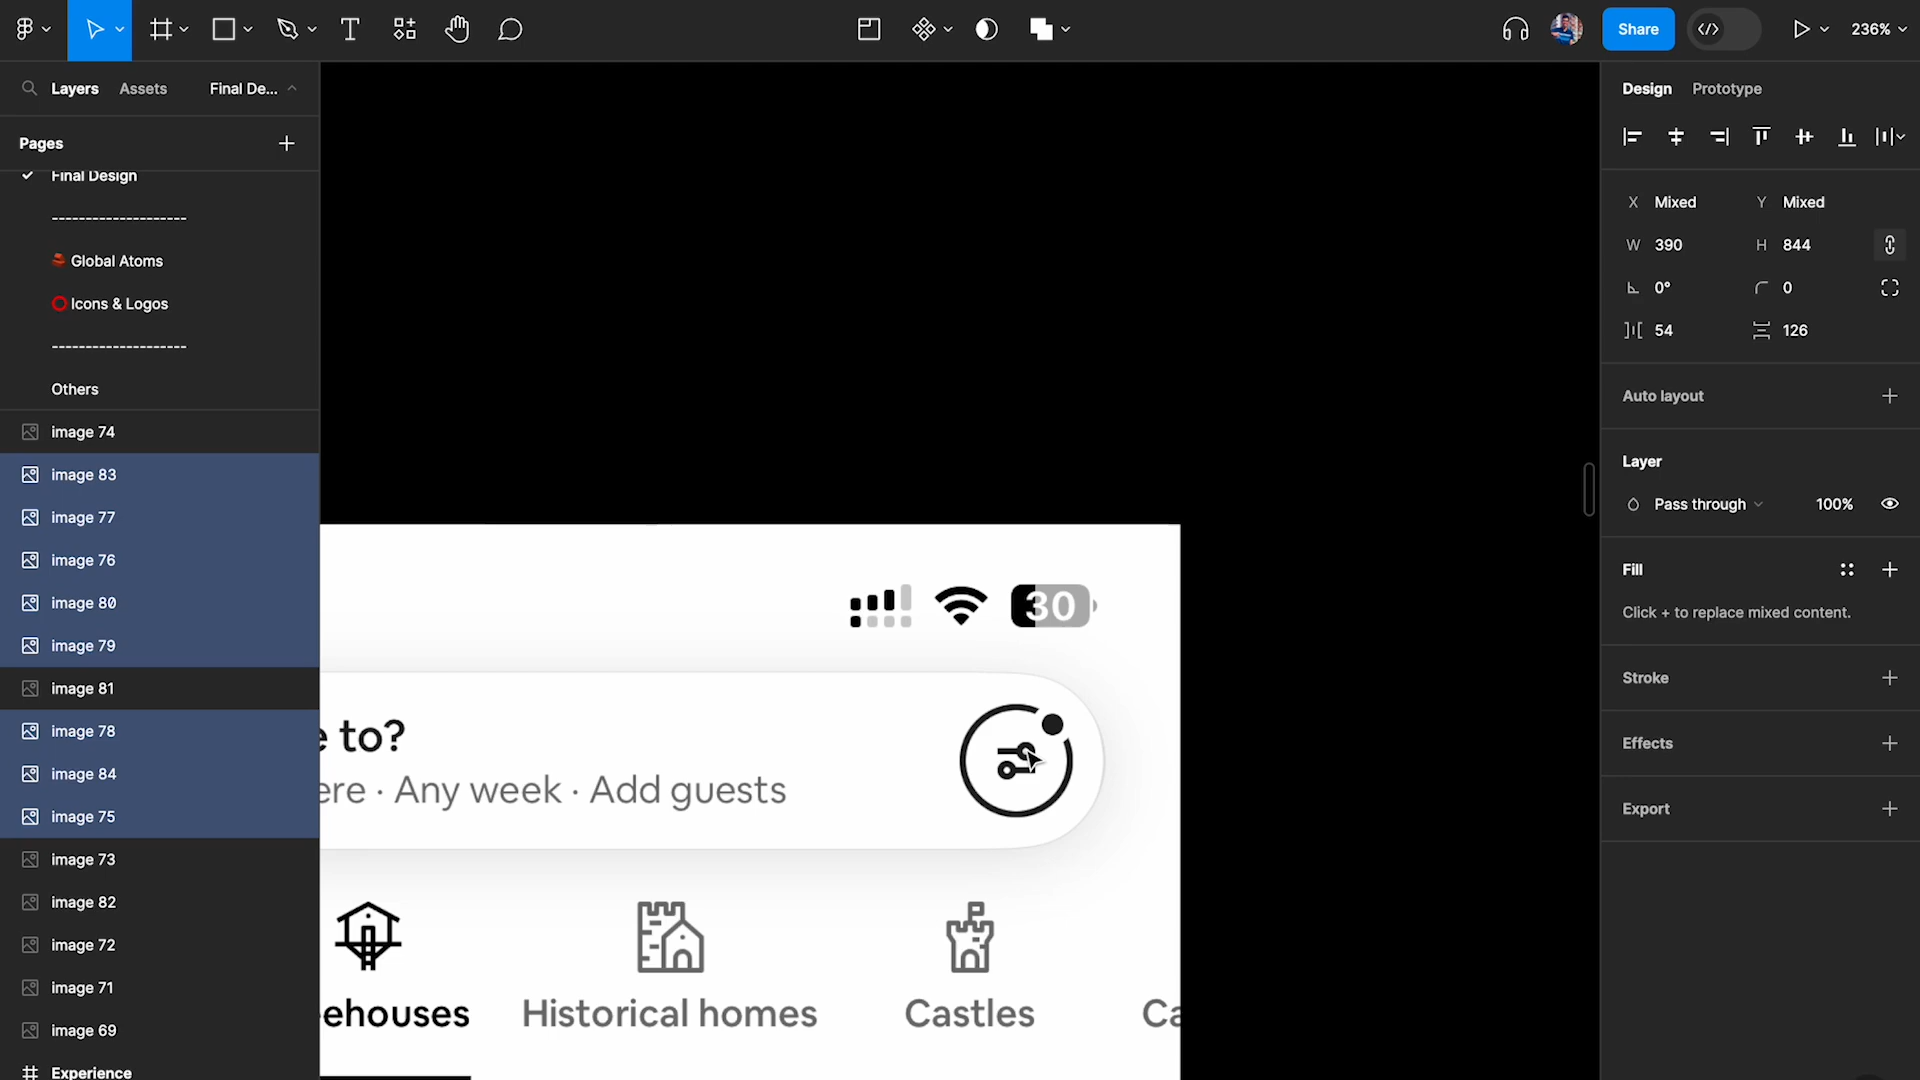 Share
236%
Layers
Assets
Final De...
Pages
Final Design
--------------------
Global Atoms
Icons & Logos
--------------------
Others
image 74
image 83
image 77
image 76
image 80
image 79
image 81
image 78
image 84
image 75
image 73
image 82
image 72
image 71
image 69
Experience
30
e to?
ere · Any week · Add guests
ehouses
Historical homes
Castles
Ca
Design
Prototype
X Mixed
Y Mixed
W 390
H 844
0°
0
54
126
Auto layout
Layer
Pass through
100%
Fill
Click + to replace mixed content.
Stroke
Effects
Export